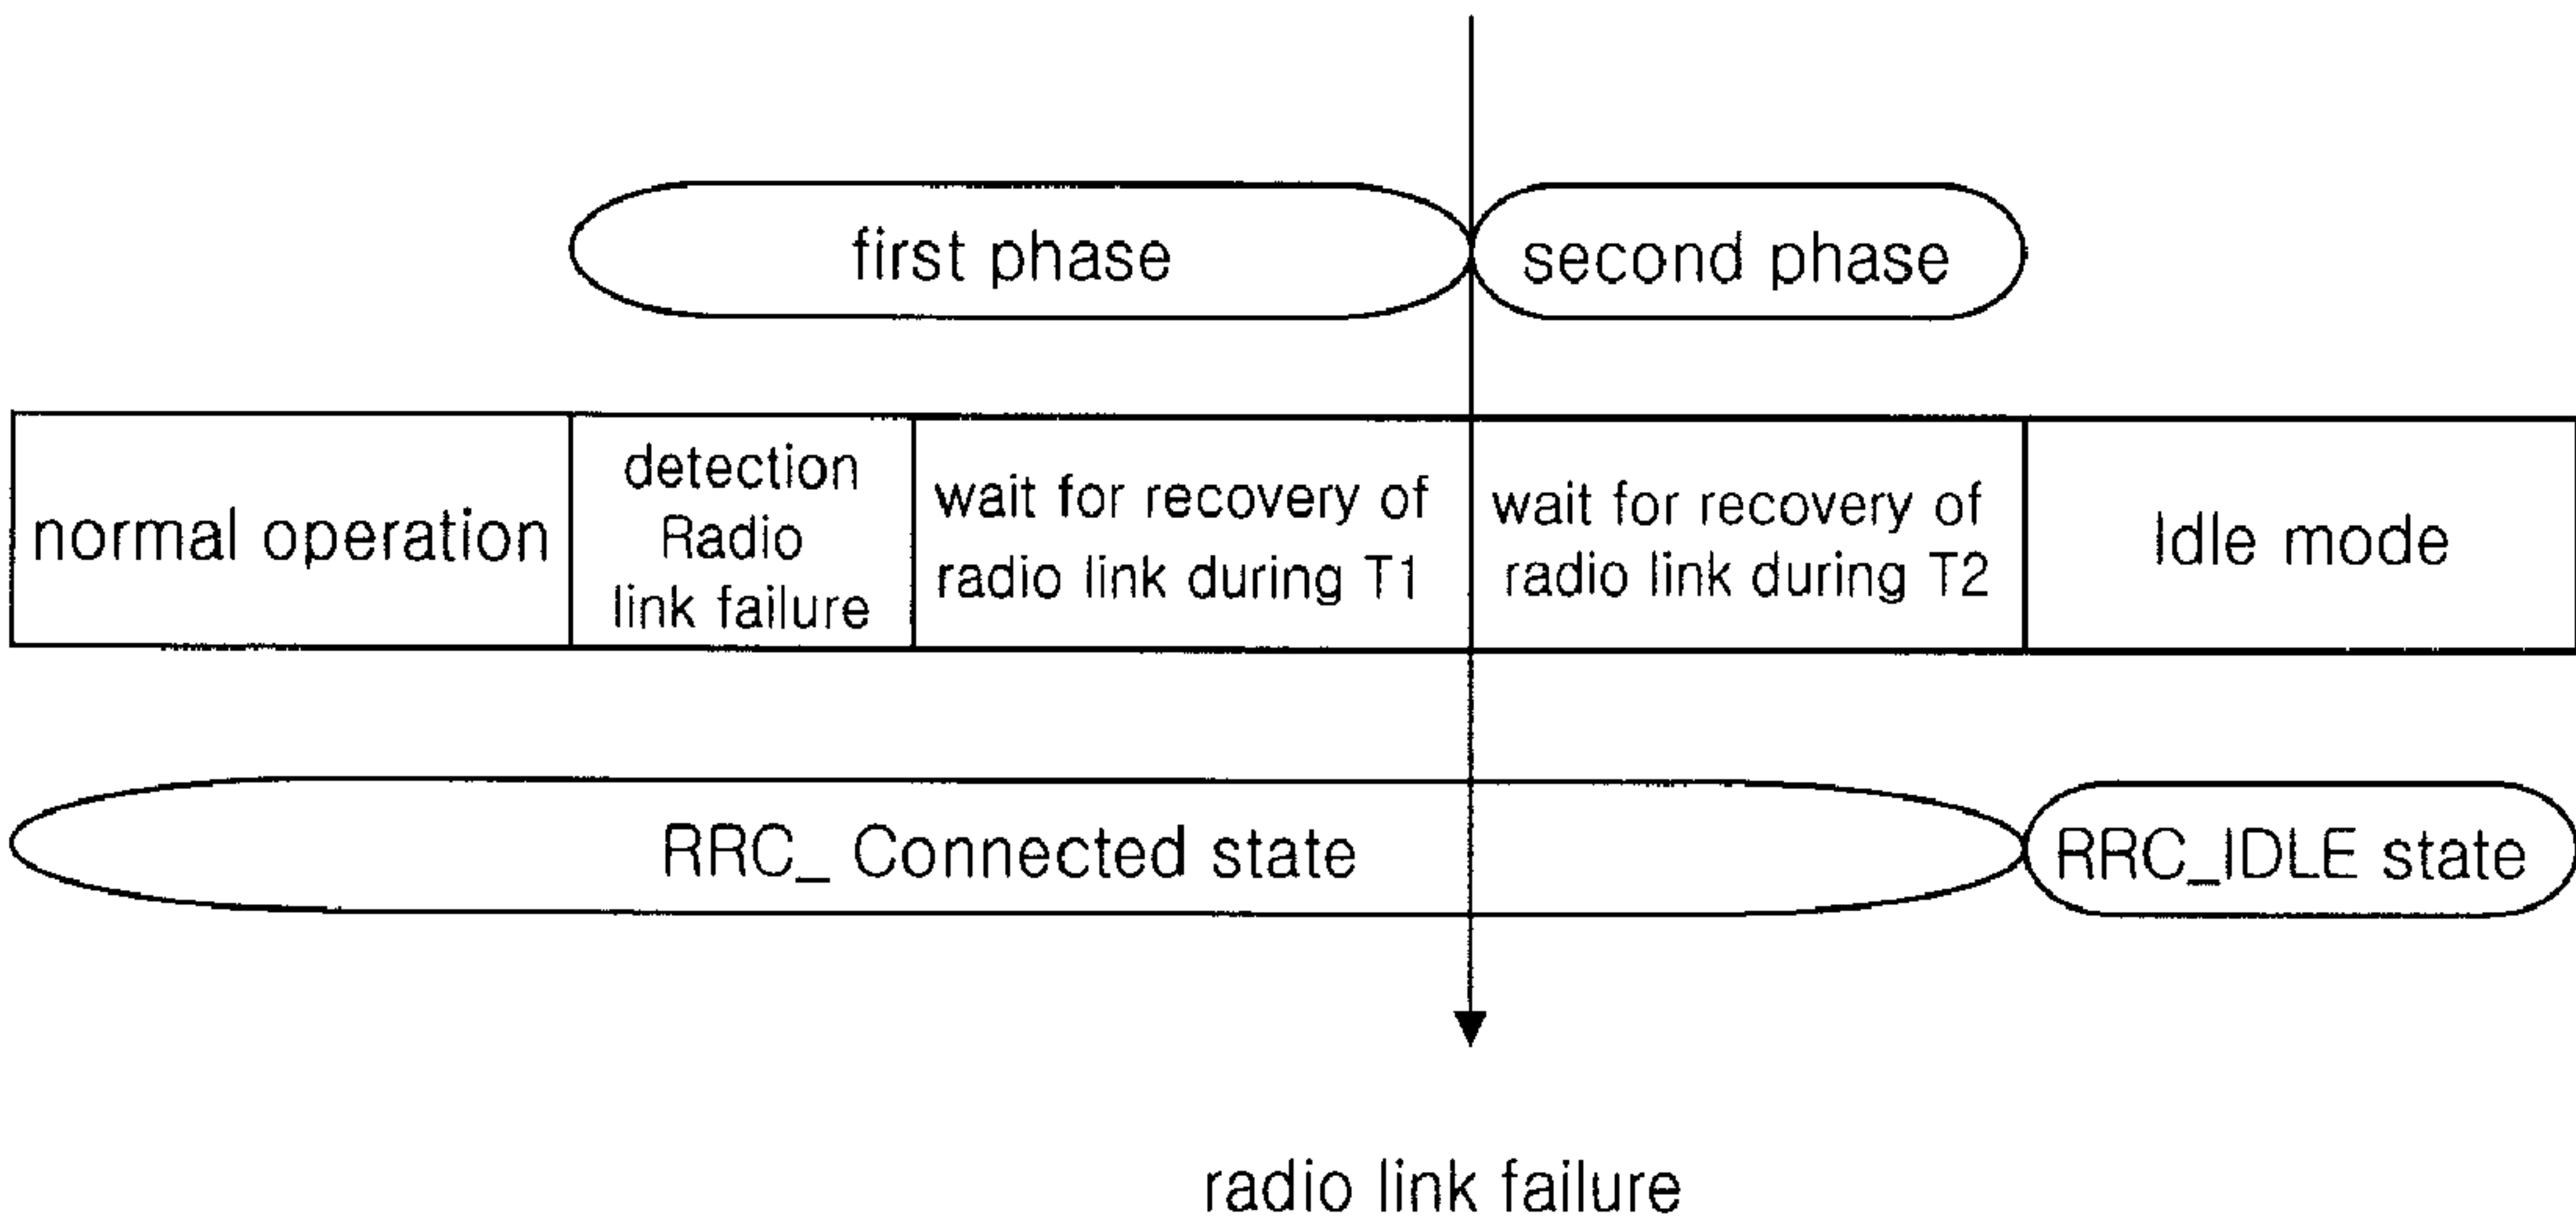 first phase
second phase
normal operation
detection
Radio
link failure
wait for recovery of
radio link during T1
wait for recovery of
radio link during T2
Idle mode
RRC_ Connected state
RRC_IDLE state
radio link failure